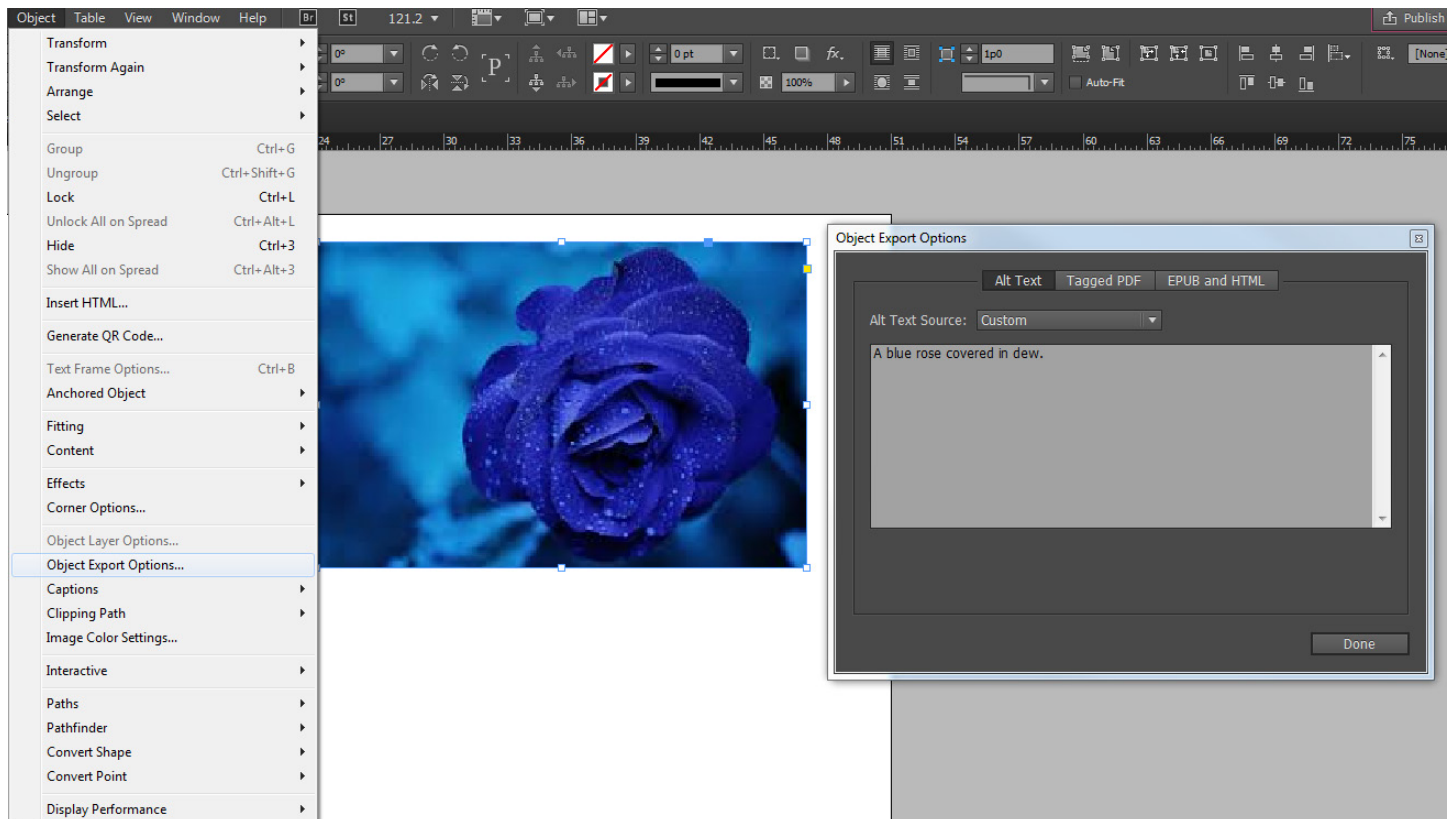 Object Table View Window Help Br St 121.2 Publish
Transform
Transform Again
Arrange
Select
Group Ctrl+G
Ungroup Ctrl+Shift+G
Lock Ctrl+L
Unlock All on Spread Ctrl+Alt+L
Hide Ctrl+3
Show All on Spread Ctrl+Alt+3
Insert HTML...
Generate QR Code...
Text Frame Options... Ctrl+B
Anchored Object
Fitting
Content
Effects
Corner Options...
Object Layer Options...
Object Export Options...
Captions
Clipping Path
Image Color Settings...
Interactive
Paths
Pathfinder
Convert Shape
Convert Point
Display Performance
0° P 0 pt fx. 1p0 [None]
0° 100% Auto-Fit
24 27 30 33 36 39 42 45 48 51 54 57 60 63 66 69 72 75
Object Export Options
Alt Text Tagged PDF EPUB and HTML
Alt Text Source: Custom
A blue rose covered in dew.
Done